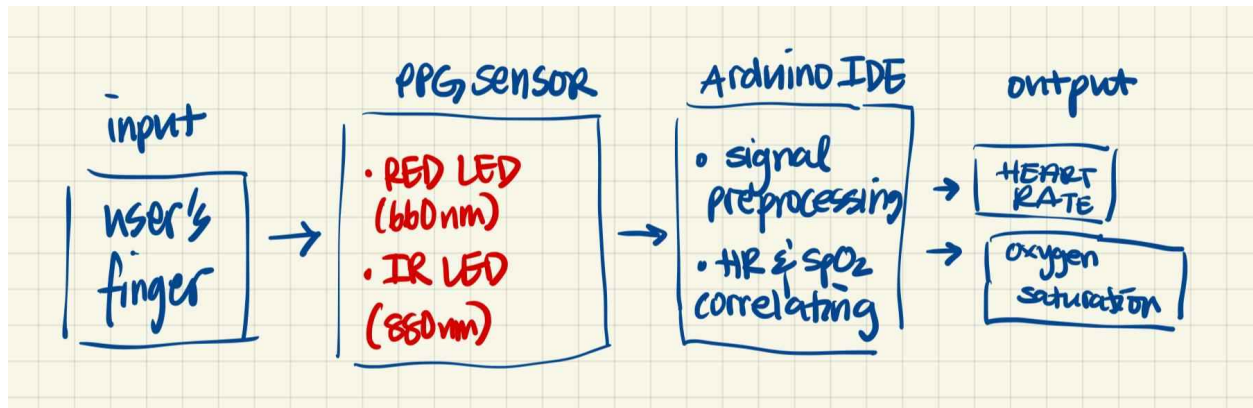 input
user's
finger
PPG SENSOR
• RED LED
(660nm)
• IR LED
(880nm)
Arduino IDE
• signal
preprocessing
• HR & SpO2
correlating
output
HEART
RATE
oxygen
saturation